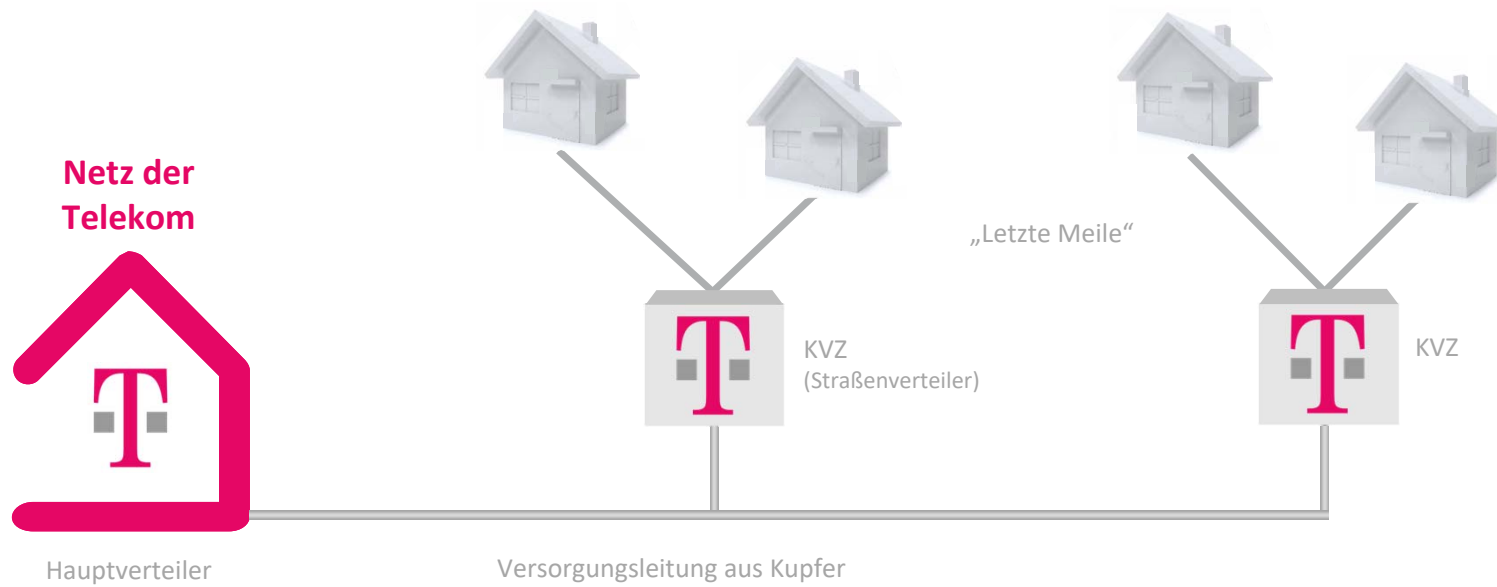 Netz der
Telekom
„Letzte Meile“
KVZ
(Straßenverteiler)
KVZ
Hauptverteiler
Versorgungsleitung aus Kupfer
T
T
T